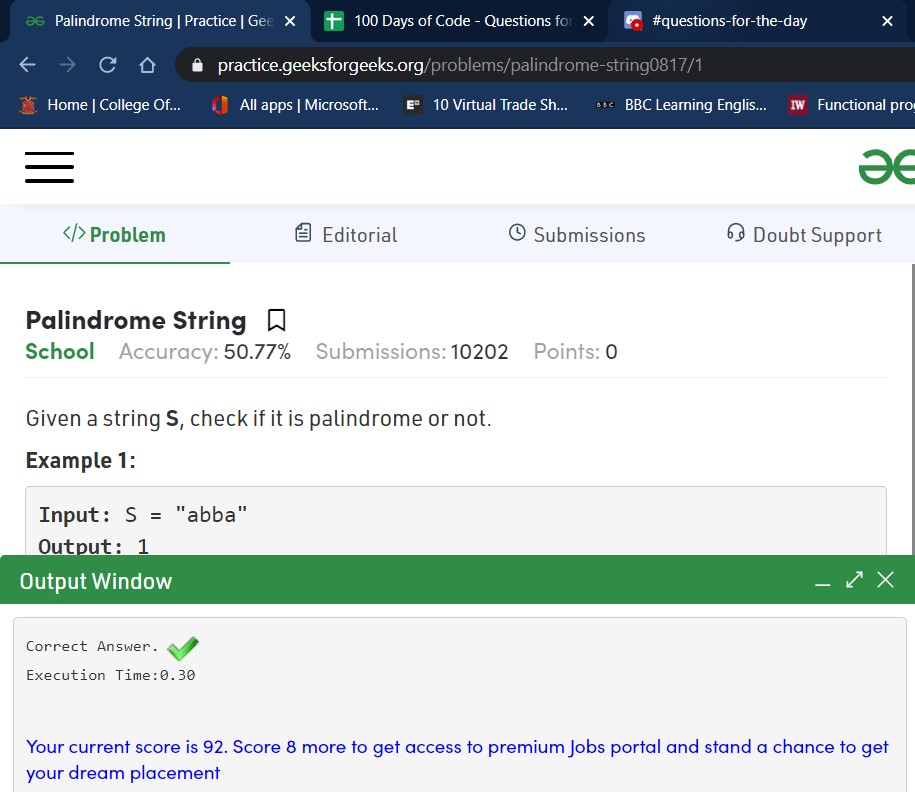 Palindrome String | Practice | Gee
100 Days of Code - Questions for
#questions-for-the-day
practice.geeksforgeeks.org/problems/palindrome-string0817/1
Home | College Of...
All apps | Microsoft...
10 Virtual Trade Sh...
BBC
BBC Learning Englis...
IW
Functional pro
</> Problem
Editorial
Submissions
Doubt Support
Palindrome String
School Accuracy: 50.77% Submissions: 10202 Points: 0
Given a string S, check if it is palindrome or not.
Example 1:
Input: S = "abba"
Output: 1
Output Window
Correct Answer.
Execution Time:0.30
Your current score is 92. Score 8 more to get access to premium Jobs portal and stand a chance to get
your dream placement